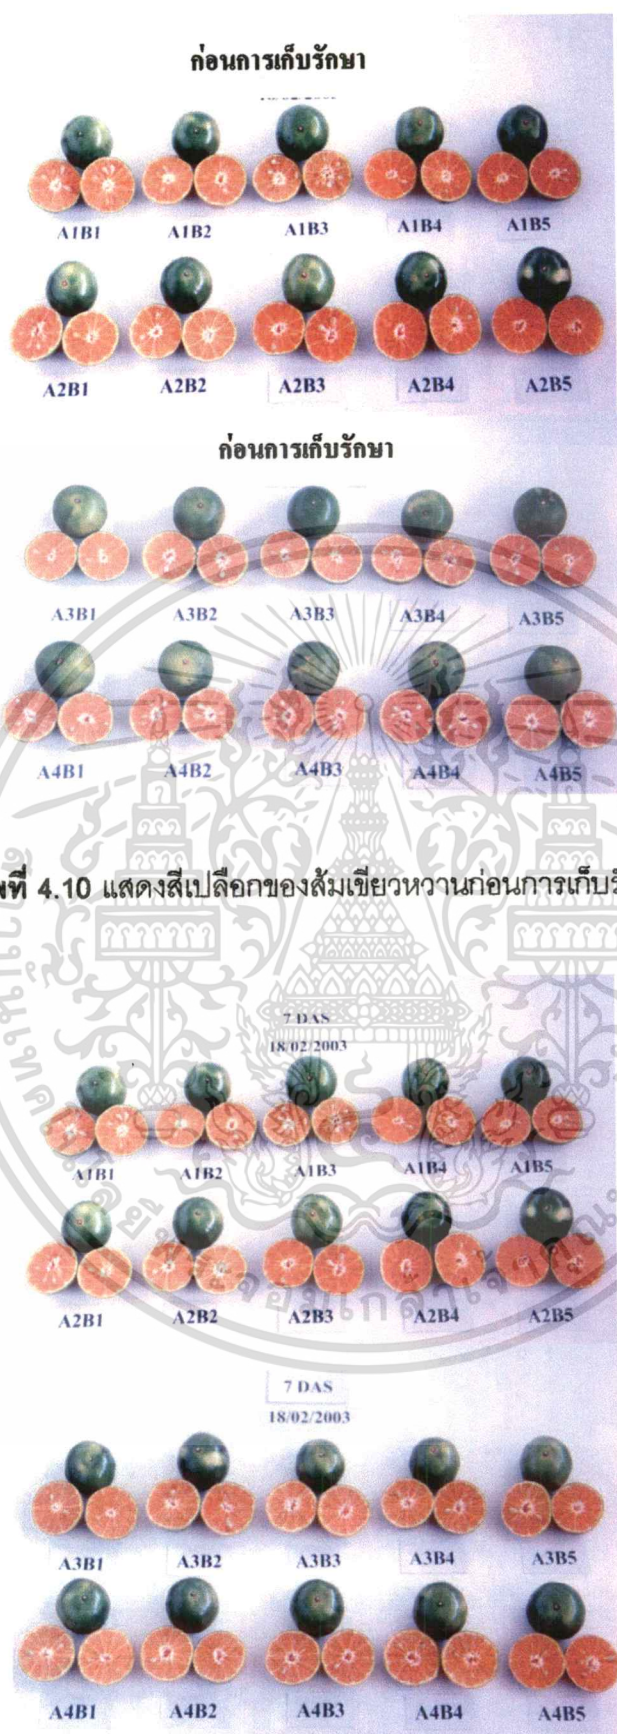 ก่อนการเก็บรักษา
A1B1 A1B2 A1B3 A1B4 A1B5
A2B1 A2B2 A2B3 A2B4 A2B5
ก่อนการเก็บรักษา
A3B1 A3B2 A3B3 A3B4 A3B5
A4B1 A4B2 A4B3 A4B4 A4B5
ที่ 4.10 แสดงสีเปลือกของส้มเขียวหวานก่อนการเก็บ
7 DAS
18/02/2003
A1B1 A1B2 A1B3 A1B4 A1B5
A2B1 A2B2 A2B3 A2B4 A2B5
7 DAS
18/02/2003
A3B1 A3B2 A3B3 A3B4 A3B5
A4B1 A4B2 A4B3 A4B4 A4B5